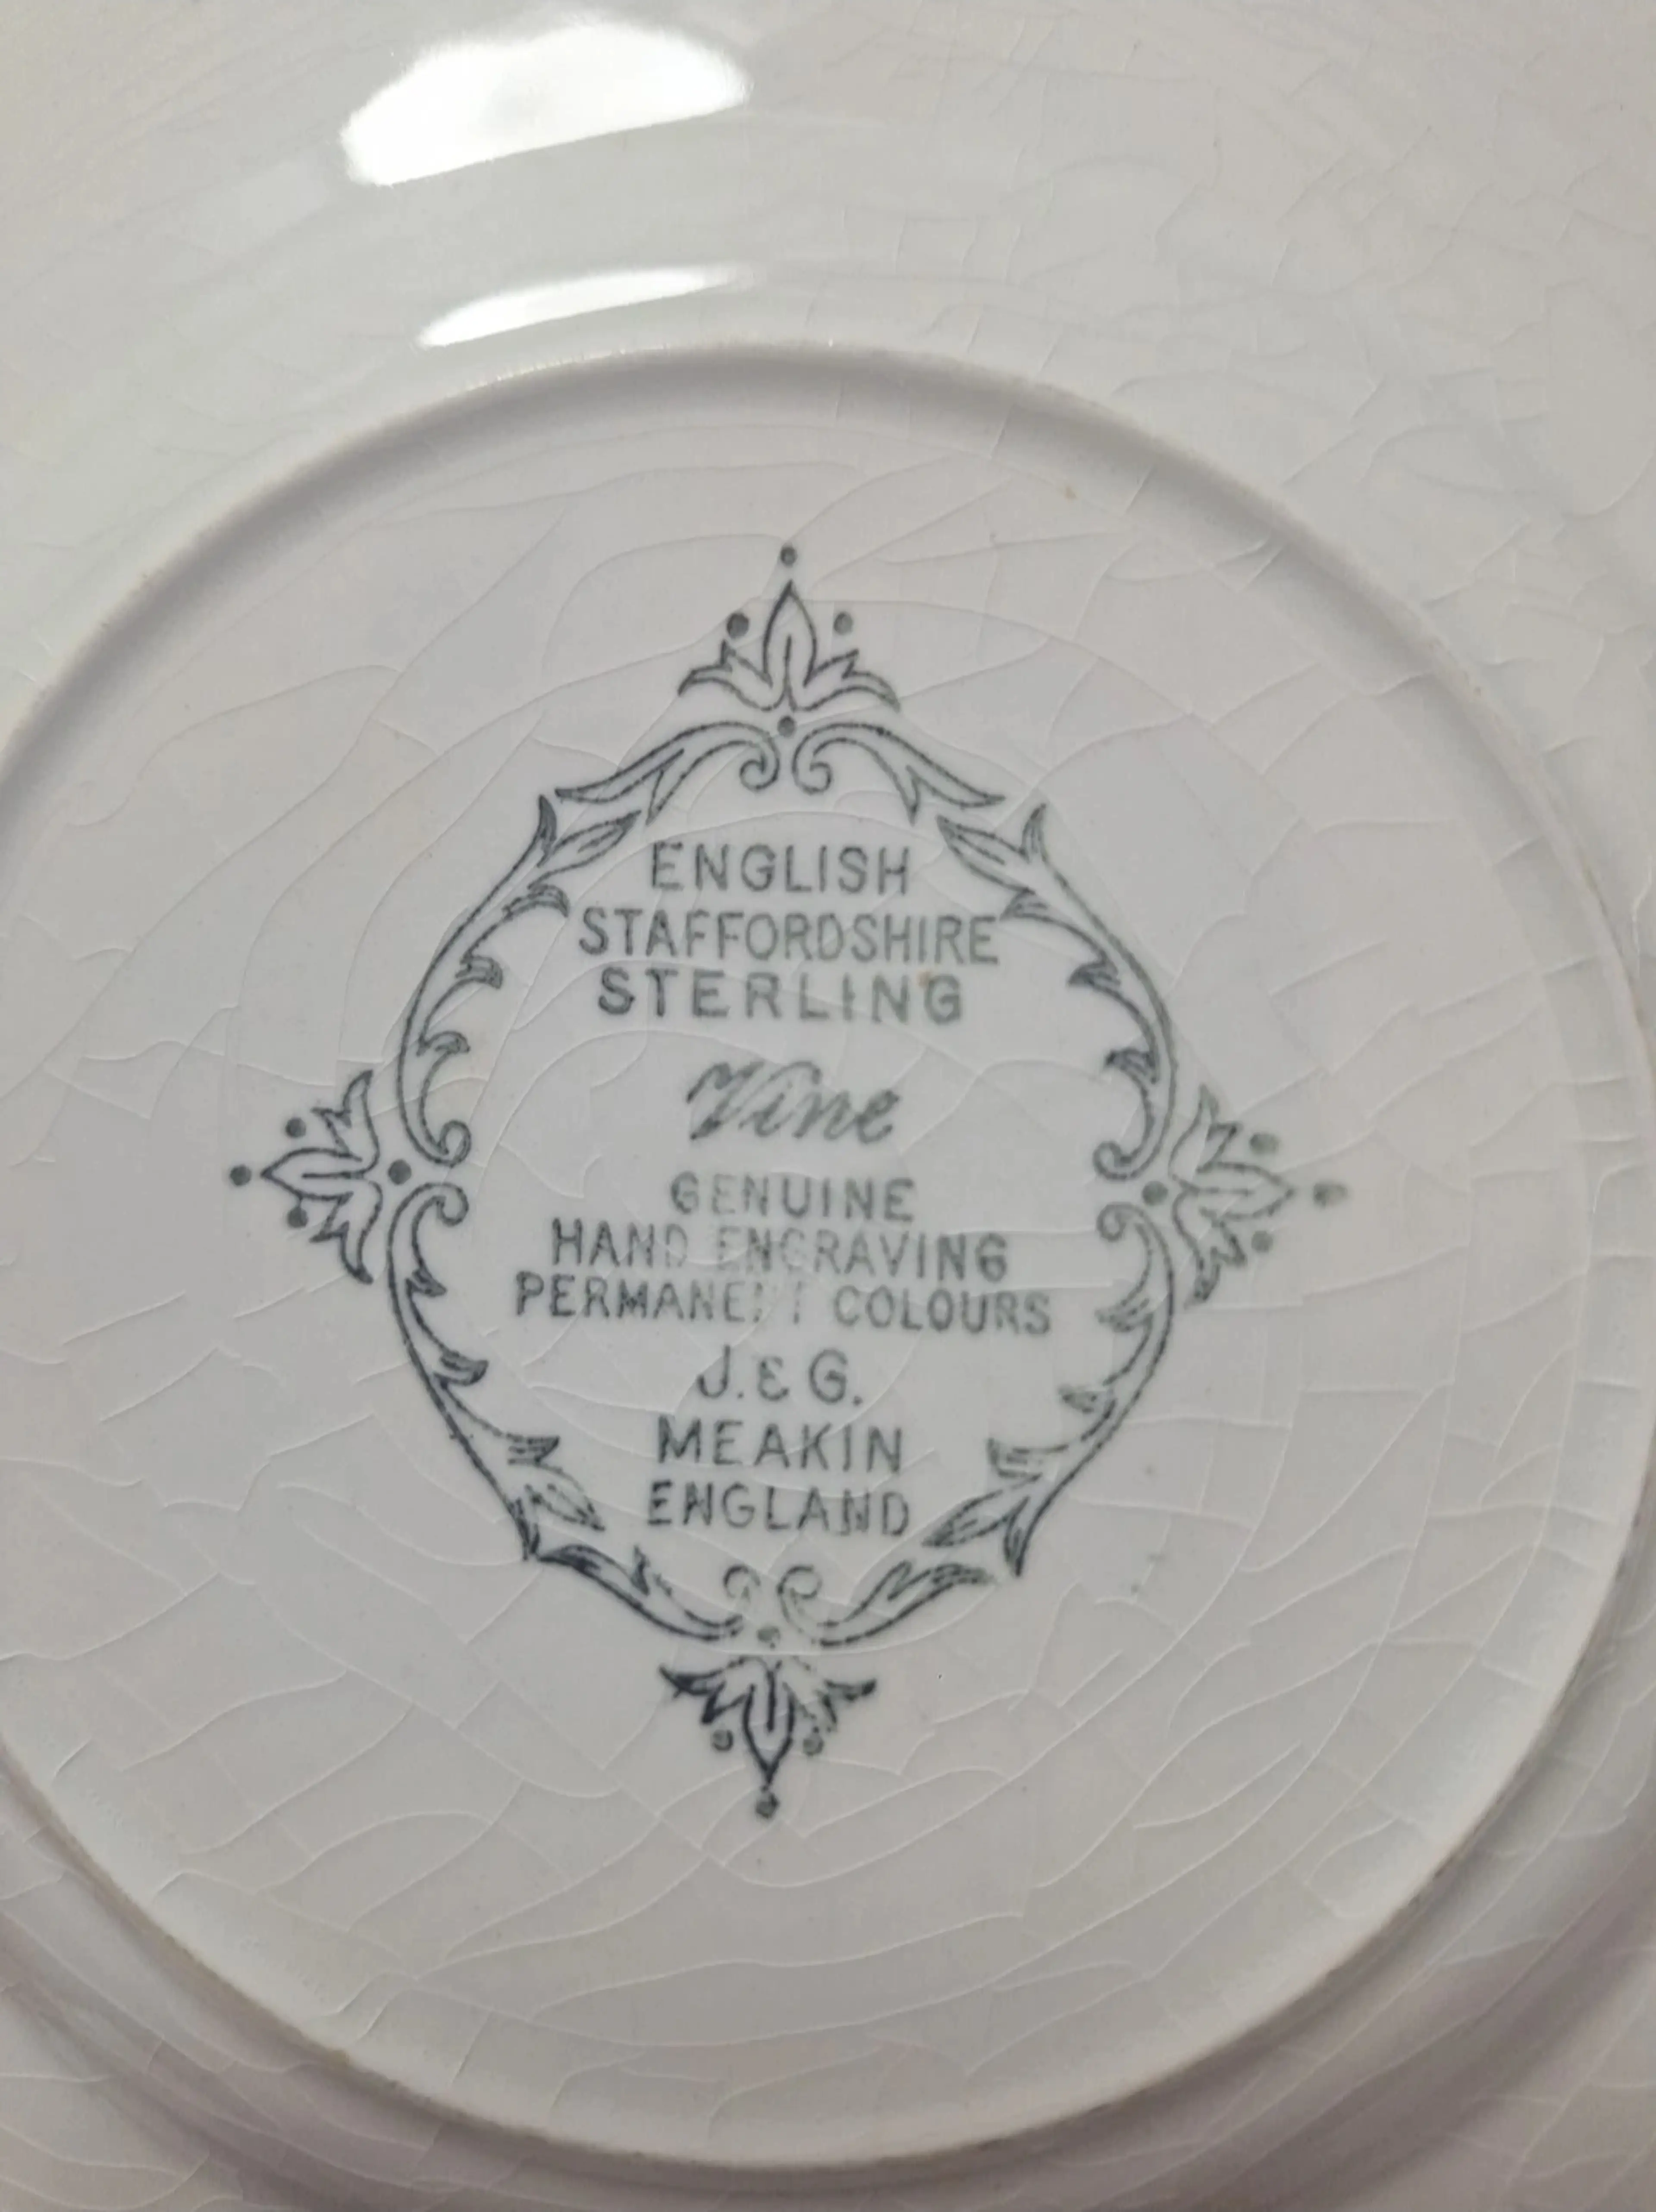 ENGLISH
STAFFORDSHIRE
STERLING
Vine
GENUINE
HAND ENGRAVING
PERMANENT COLOURS
J. & G.
MEAKIN
ENGLAND